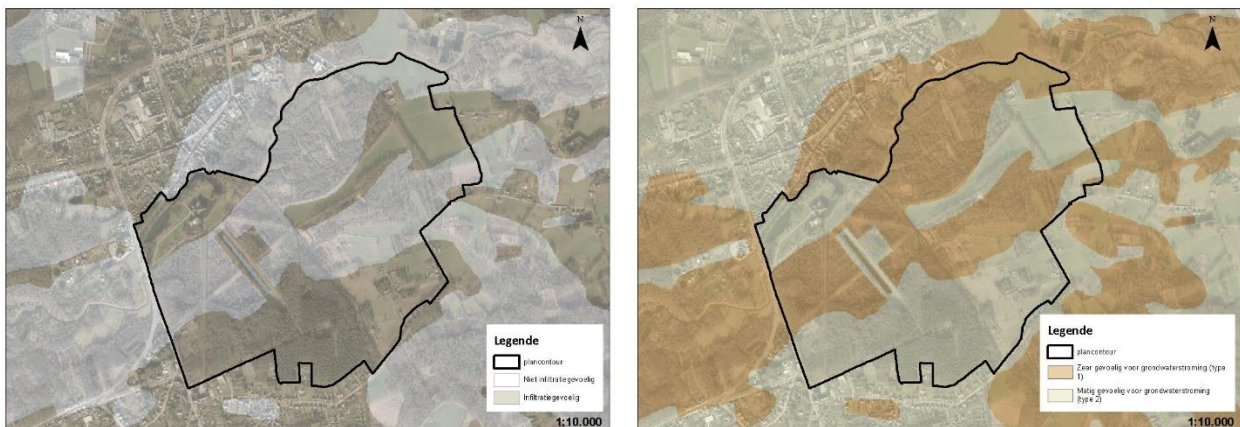 N
Legende
plancontour
Niet infiltratiegevoelig
Infiltratiegevoelig
1:10.000
N
Legende
plancontour
Zeer gevoelig voor grondwaterstroming (type
1)
Matig gevoelig voor grondwaterstroming
(type 2)
1:10.000